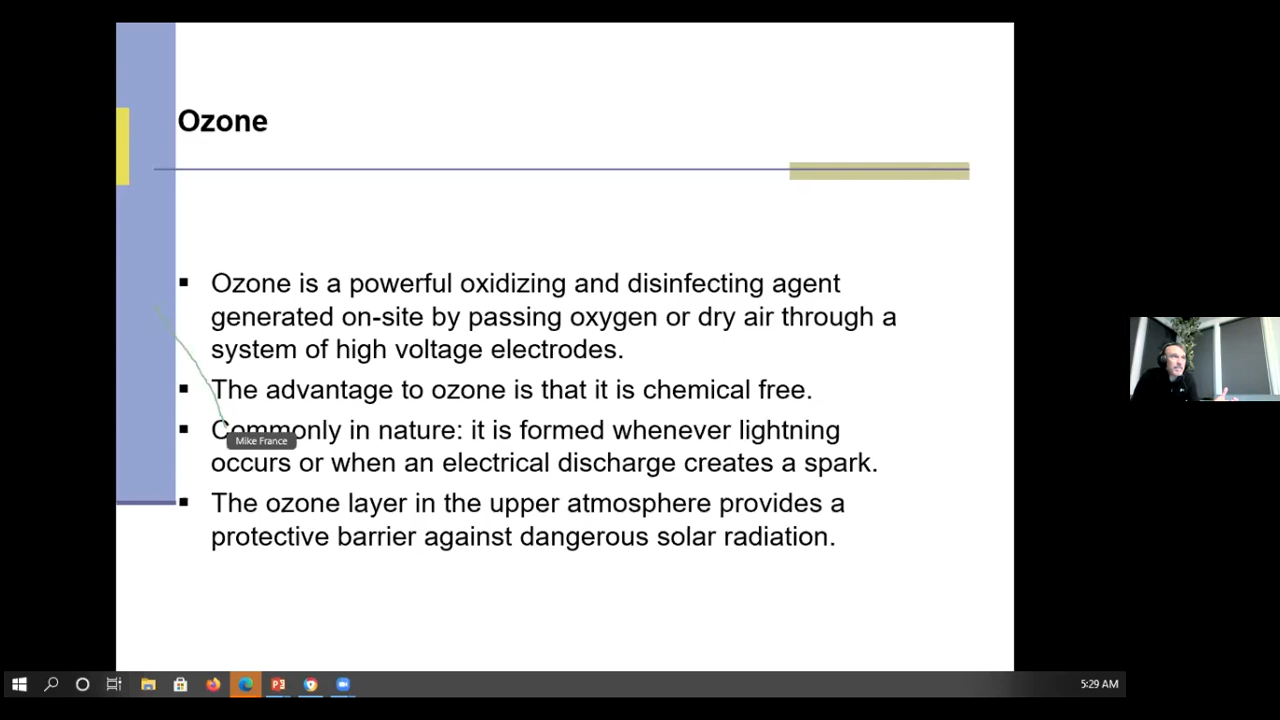 Ozone
Ozone is a powerful oxidizing and disinfecting agent
generated on-site by passing oxygen or dry air through a
system of high voltage electrodes.
The advantage to ozone is that it is chemical free.
Commonly in nature: it is formed whenever lightning
Mike France
occurs or when an electrical discharge creates a spark.
The ozone layer in the upper atmosphere provides a
protective barrier against dangerous solar radiation.
5:29 AM